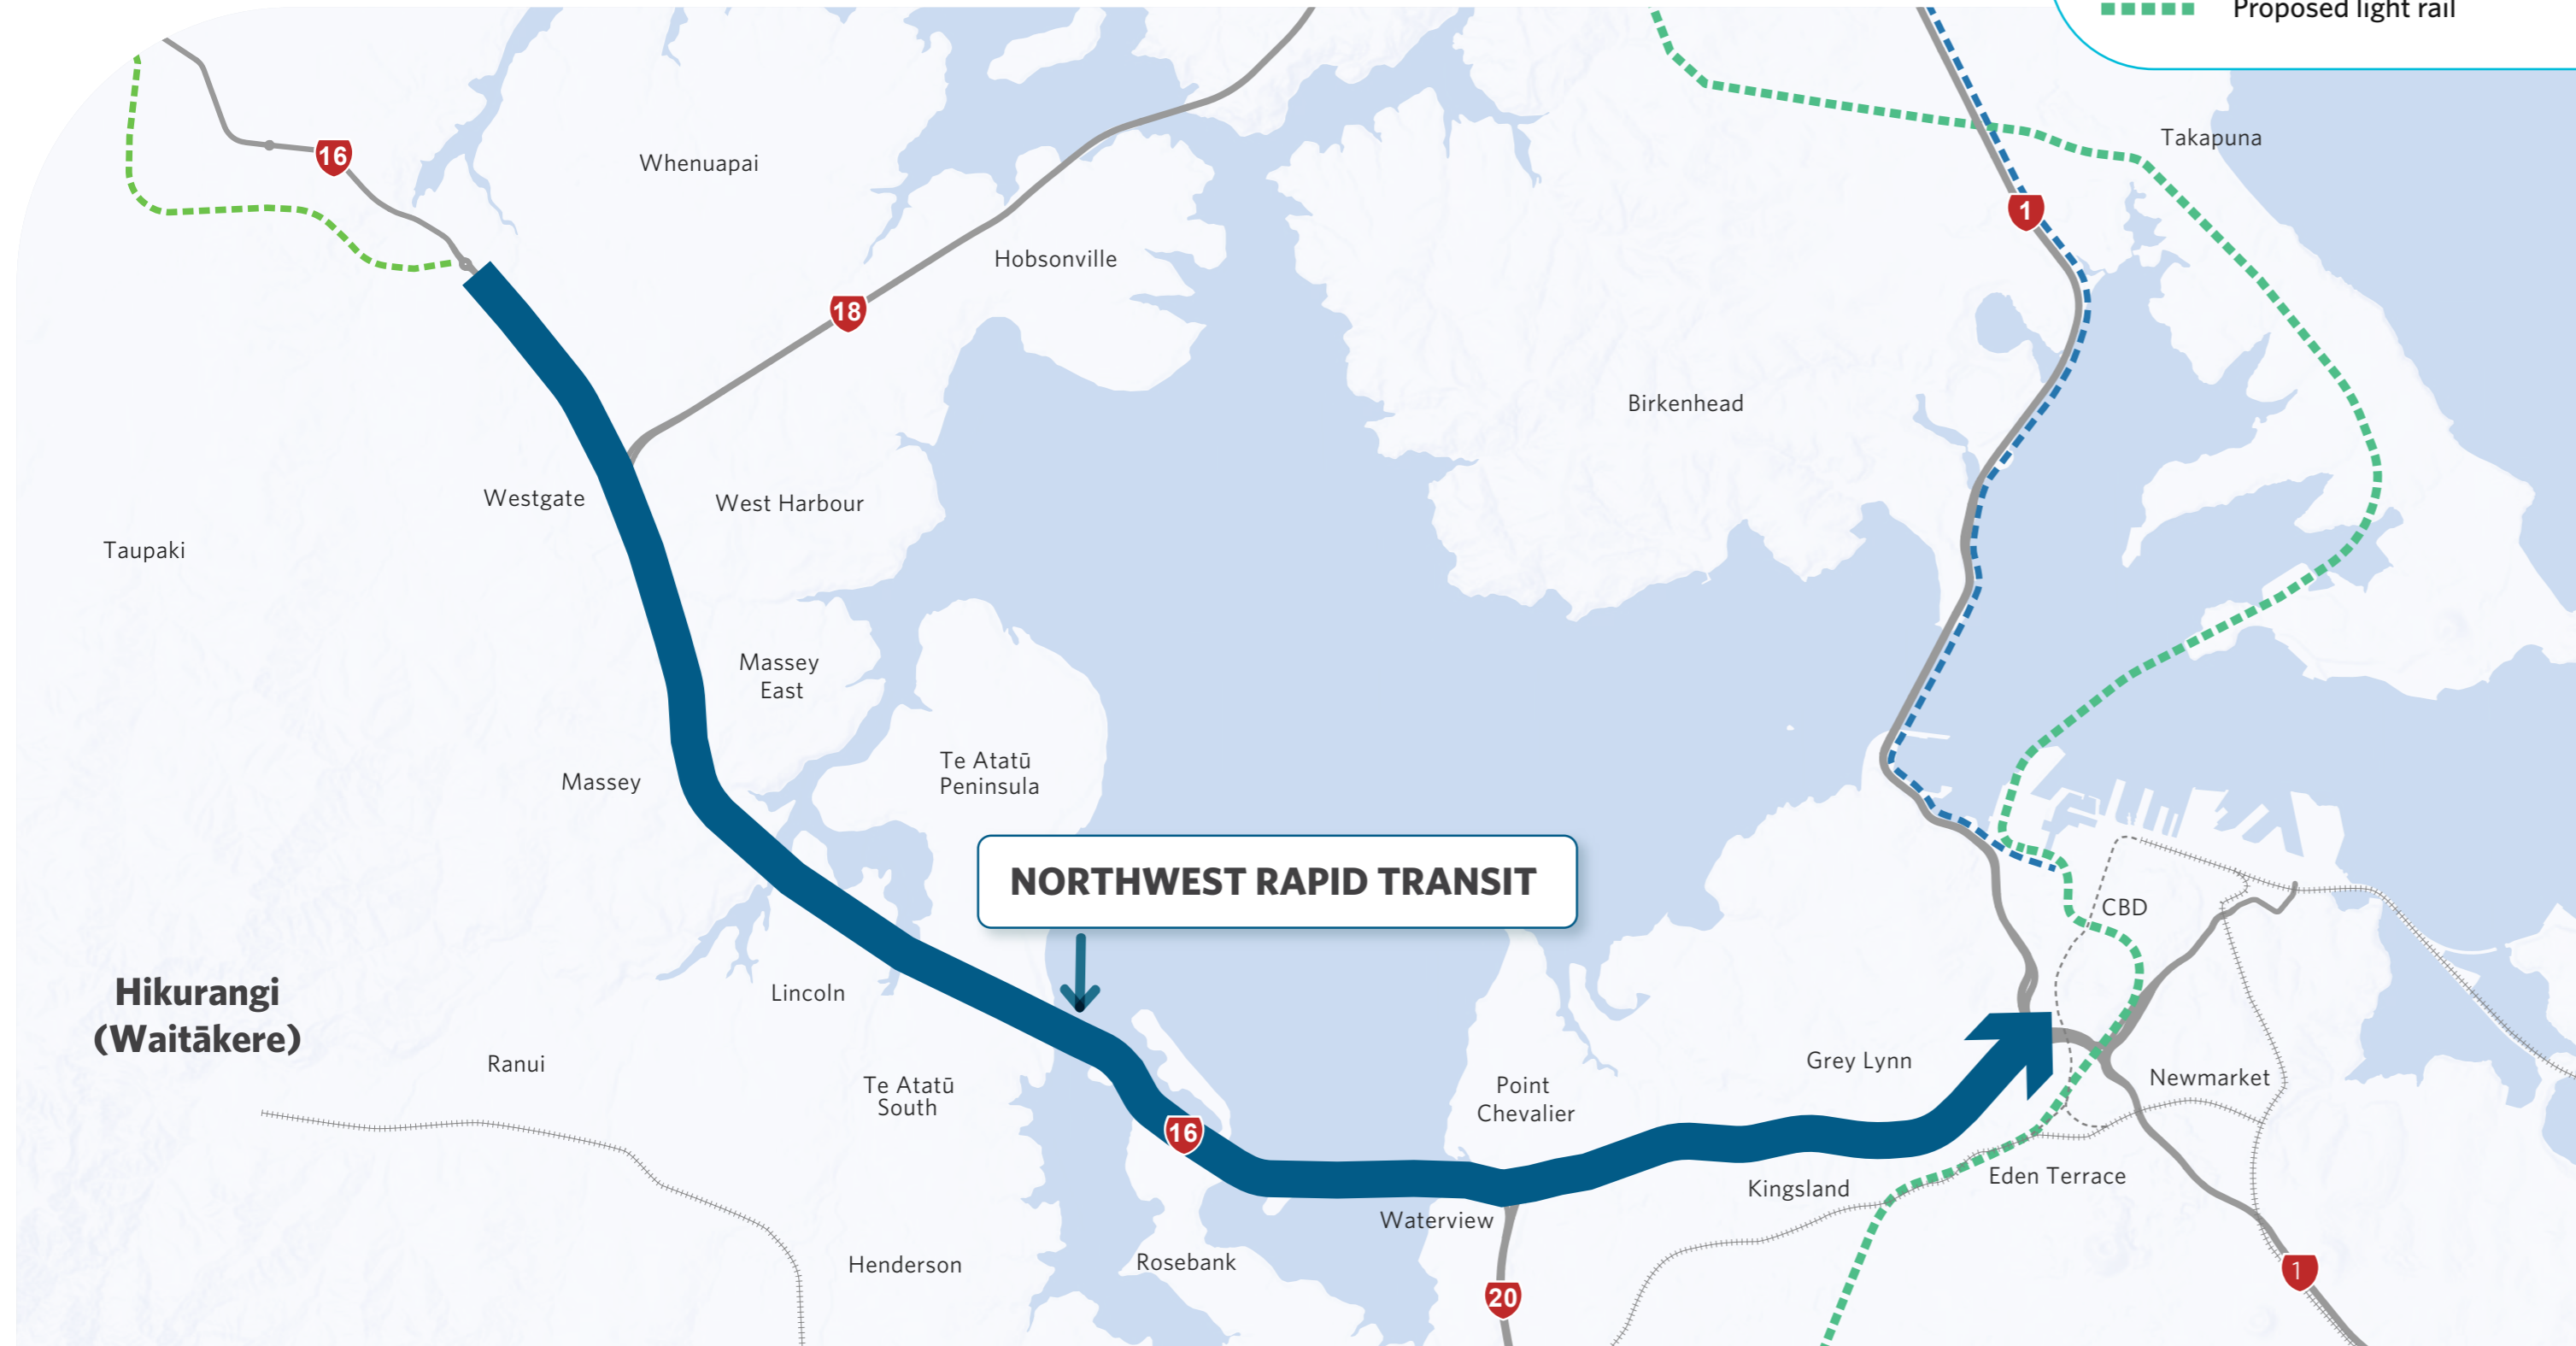 Proposed light rail
Takapuna
16
Whenuapai
1
Hobsonville
18
Birkenhead
Westgate
West Harbour
Taupaki
Massey
East
Te Atatū
Peninsula
Massey
NORTHWEST RAPID TRANSIT
CBD
Hikurangi
(Waitākere)
Lincoln
Ranui
Grey Lynn
Newmarket
Te Atatū
South
Point
Chevalier
16
Eden Terrace
Kingsland
Waterview
Rosebank
Henderson
1
20